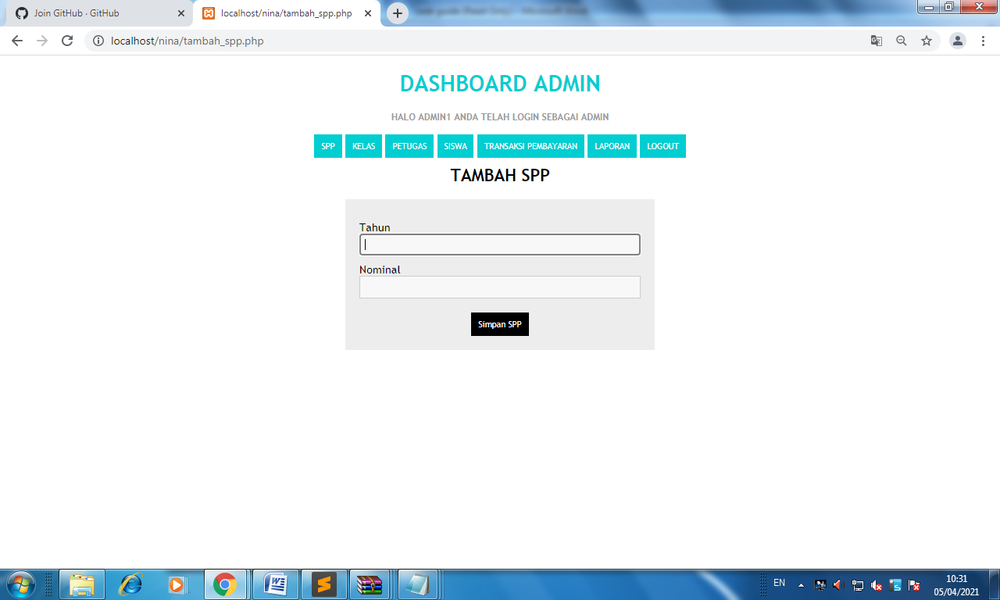 Join GitHub · GitHub
localhost/nina/tambah_spp.php
localhost/nina/tambah_spp.php
DASHBOARD ADMIN
HALO ADMIN1 ANDA TELAH LOGIN SEBAGAI ADMIN
SPP KELAS PETUGAS SISWA TRANSAKSI PEMBAYARAN LAPORAN LOGOUT
TAMBAH SPP
Tahun
Nominal
Simpan SPP
EN
10:31
05/04/2021